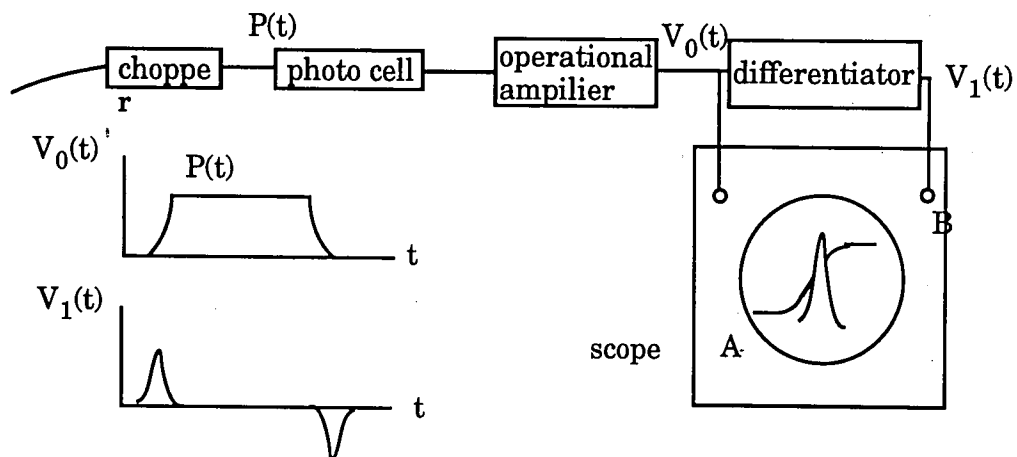 P(t)
choppe
r
photo cell
operational
ampilier
V₀(t)
differentiator
V₁(t)
V₀(t)
P(t)
t
V₁(t)
t
B
scope
A